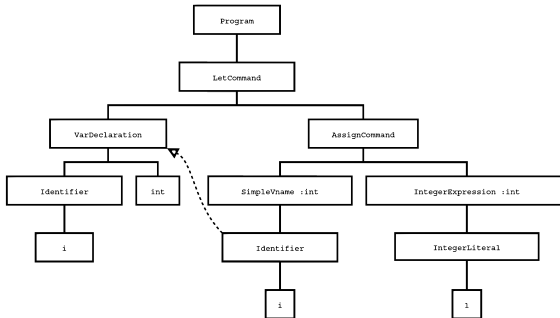 Program
LetCommand
VarDeclaration
AssignCommand
Identifier
int
SimpleVname :int
IntegerExpression :int
i
Identifier
IntegerLiteral
i
1